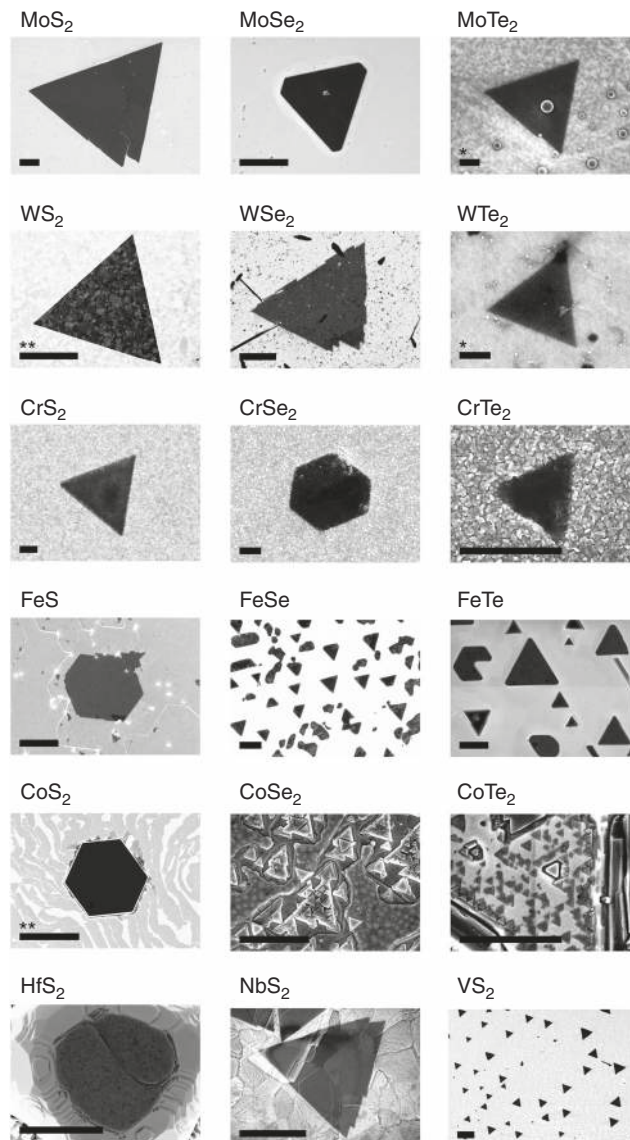 MoS₂ MoSe₂ MoTe₂
*
WS₂ WSe₂ WTe₂
** *
CrS₂ CrSe₂ CrTe₂
FeS FeSe FeTe
CoS₂ CoSe₂ CoTe₂
**
HfS₂ NbS₂ VS₂